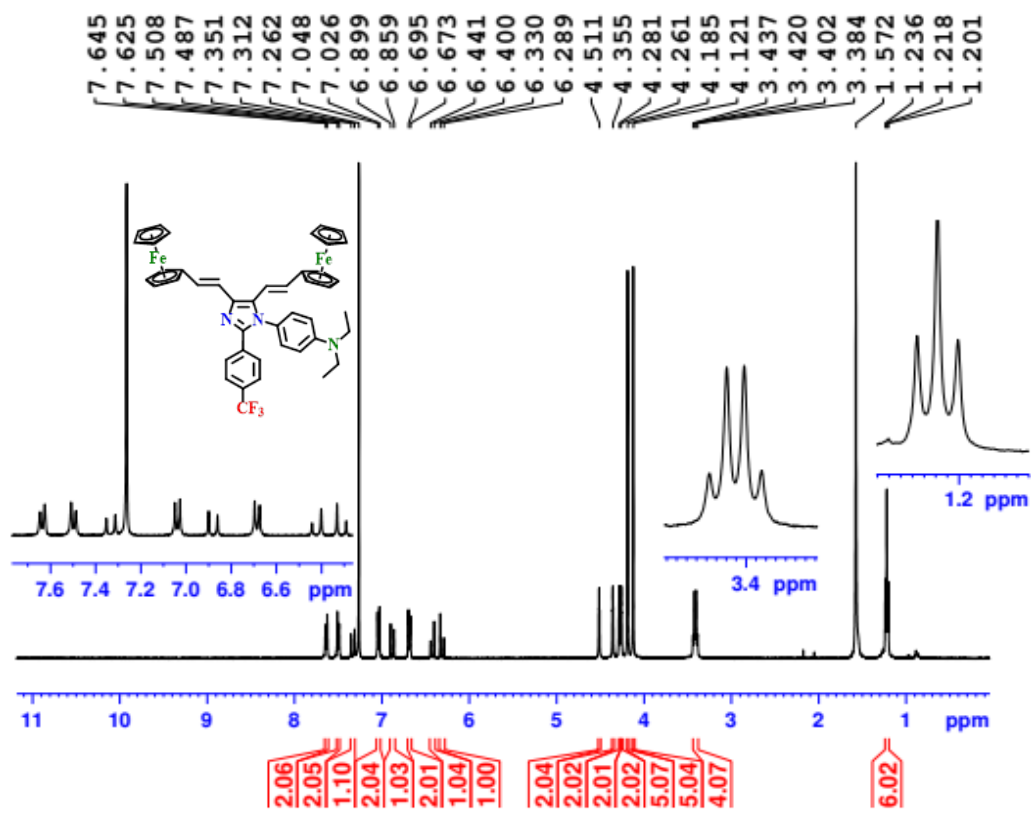 7.645 7.625 7.508 7.487 7.351 7.312 7.262 7.048 7.026 6.899 6.859 6.695 6.673 6.441 6.400 6.330 6.289 4.511 4.355 4.281 4.261 4.185 4.121 3.437 3.420 3.402 3.384 1.572 1.236 1.218 1.201
Fe Fe
N N
N
CF3
1.2 ppm
7.6 7.4 7.2 7.0 6.8 6.6 ppm
3.4 ppm
11 10 9 8 7 6 5 4 3 2 1 ppm
2.06 2.05 1.10 2.04 1.03 2.01 1.04 1.00 2.04 2.02 2.01 2.02 5.07 5.04 4.07 6.02